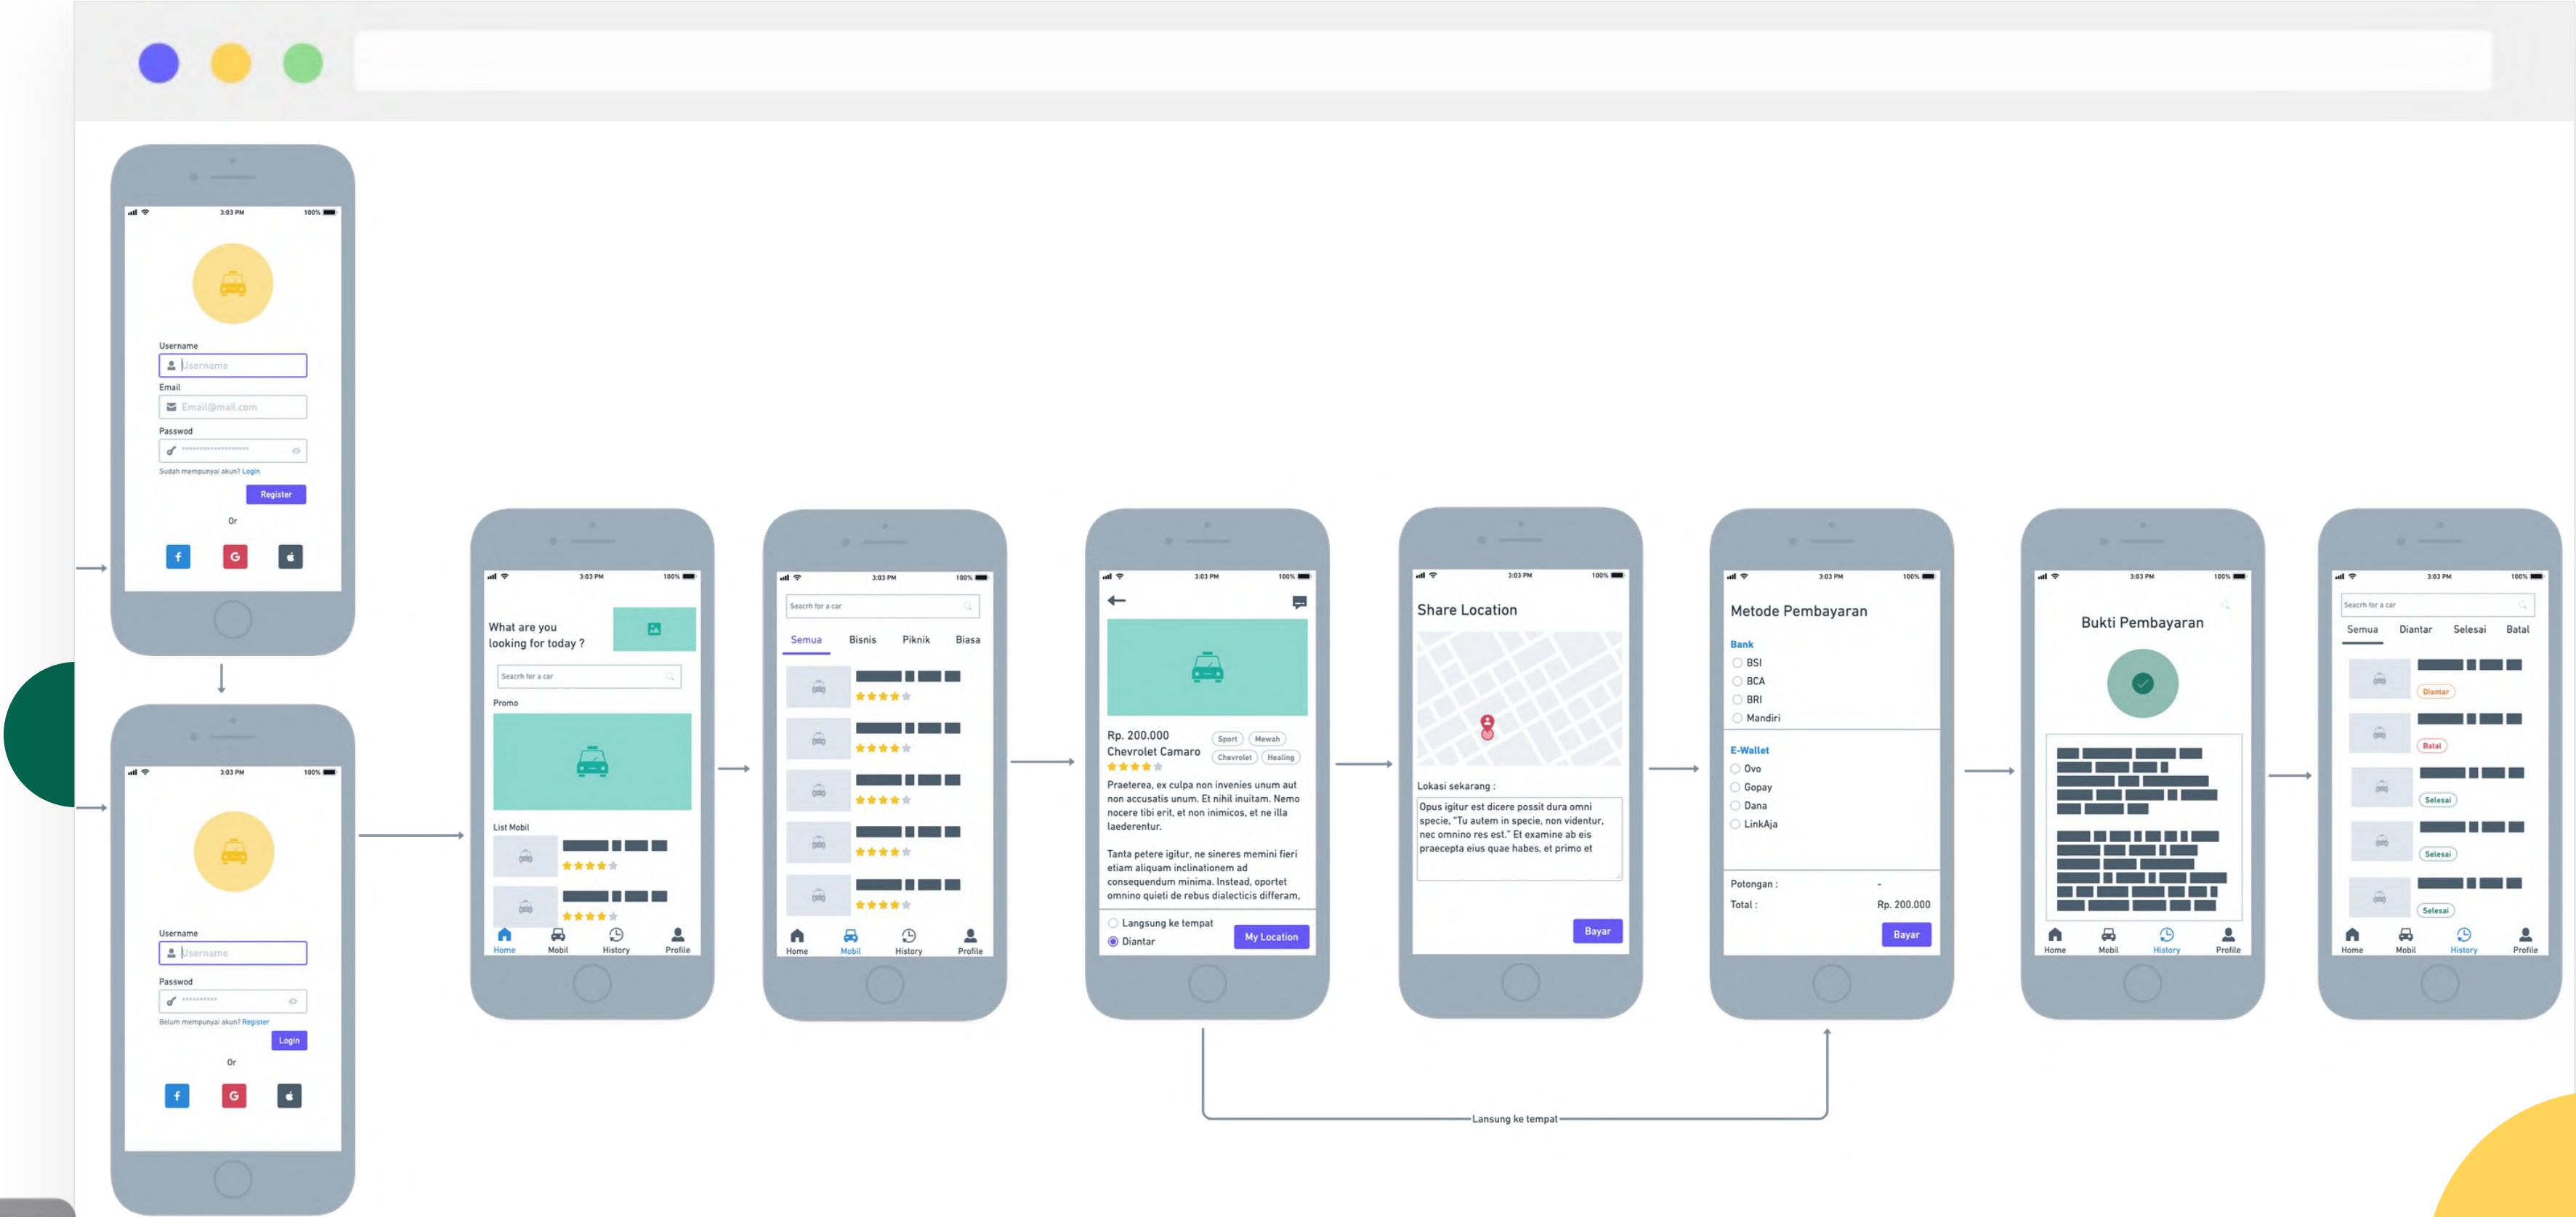 3:03 PM
100%
Username
Username
Email
Email@mail.com
Passwod
*******************
Sudah mempunyai akun? Login
Register
Or
f
G
3:03 PM
100%
Username
Username
Passwod
**********
Belum mempunyai akun? Register
Login
Or
f
G
3:03 PM
100%
What are you
looking for today ?
Seacrh for a car
Promo
List Mobil
Home
Mobil
History
Profile
3:03 PM
100%
Seacrh for a car
Semua
Bisnis
Piknik
Biasa
Home
Mobil
History
Profile
3:03 PM
100%
Rp. 200.000
Chevrolet Camaro
Sport
Mewah
Chevrolet
Healing
Praeterea, ex culpa non invenies unum aut
non accusatis unum. Et nihil inuitam. Nemo
nocere tibi erit, et non inimicos, et ne illa
laederentur.
Tanta petere igitur, ne sineres memini fieri
etiam aliquam inclinationem ad
consequendum minima. Instead, oportet
omnino quieti de rebus dialecticis differam,
Langsung ke tempat
Diantar
My Location
3:03 PM
100%
Share Location
Lokasi sekarang :
Opus igitur est dicere possit dura omni
specie, "Tu autem in specie, non videntur,
nec omnino res est." Et examine ab eis
praecepta eius quae habes, et primo et
Bayar
3:03 PM
100%
Metode Pembayaran
Bank
BSI
BCA
BRI
Mandiri
E-Wallet
Ovo
Gopay
Dana
LinkAja
Potongan :
-
Total :
Rp. 200.000
Bayar
3:03 PM
100%
Bukti Pembayaran
Home
Mobil
History
Profile
3:03 PM
100%
Seacrh for a car
Semua
Diantar
Selesai
Batal
Diantar
Batal
Selesai
Selesai
Selesai
Home
Mobil
History
Profile
Lansung ke tempat